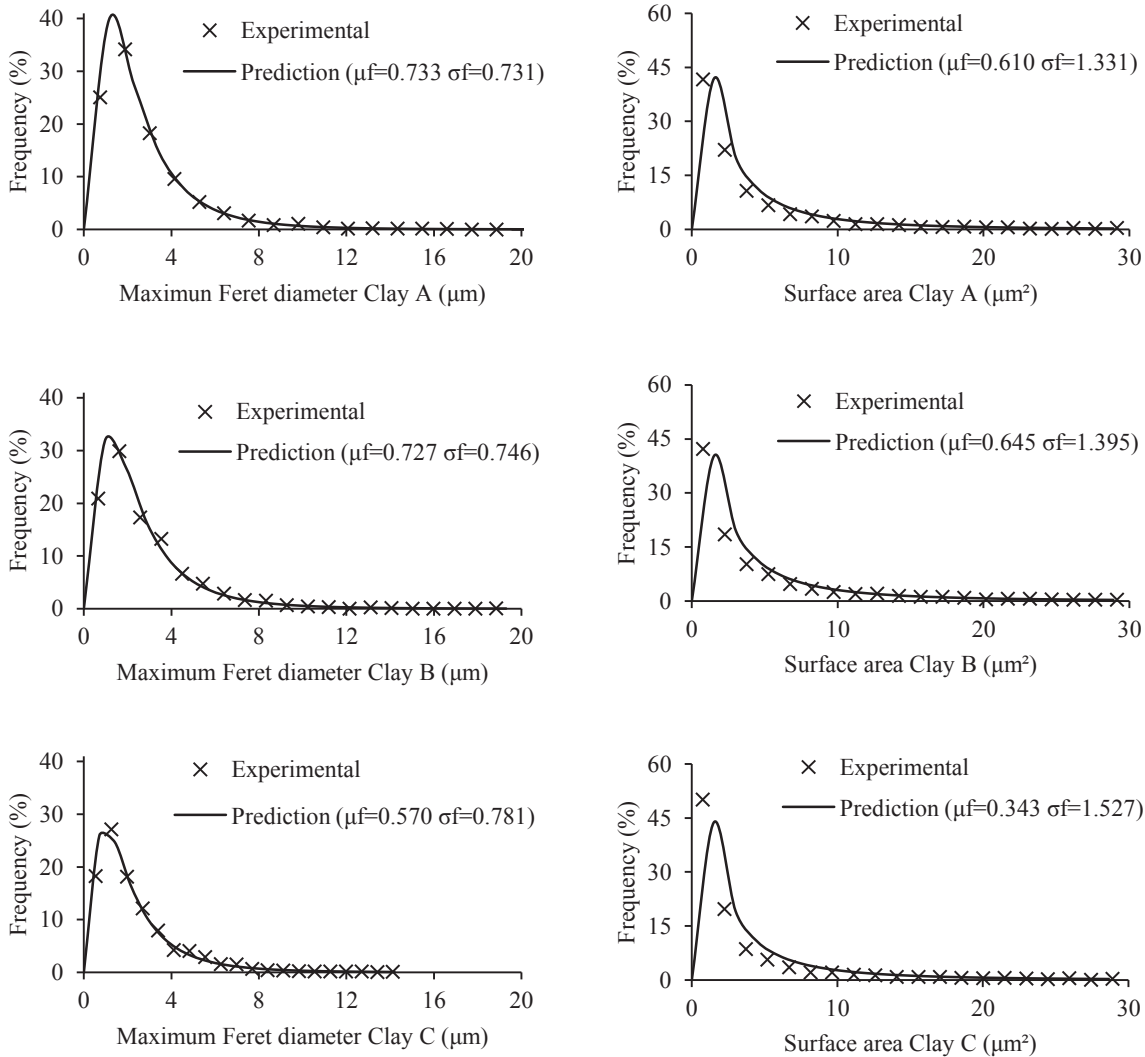 Frequency (%)
40
30
20
10
0
0 4 8 12 16 20
Experimental
Prediction (μf=0.733 σf=0.731)
Maximun Feret diameter Clay A (μm)
Frequency (%)
60
45
30
15
0
0 10 20 30
Experimental
Prediction (μf=0.610 σf=1.331)
Surface area Clay A (μm²)
Frequency (%)
40
30
20
10
0
0 4 8 12 16 20
Experimental
Prediction (μf=0.727 σf=0.746)
Maximum Feret diameter Clay B (μm)
Frequency (%)
60
45
30
15
0
0 10 20 30
Experimental
Prediction (μf=0.645 σf=1.395)
Surface area Clay B (μm²)
Frequency (%)
40
30
20
10
0
0 4 8 12 16 20
Experimental
Prediction (μf=0.570 σf=0.781)
Maximum Feret diameter Clay C (μm)
Frequency (%)
60
45
30
15
0
0 10 20 30
Experimental
Prediction (μf=0.343 σf=1.527)
Surface area Clay C (μm²)